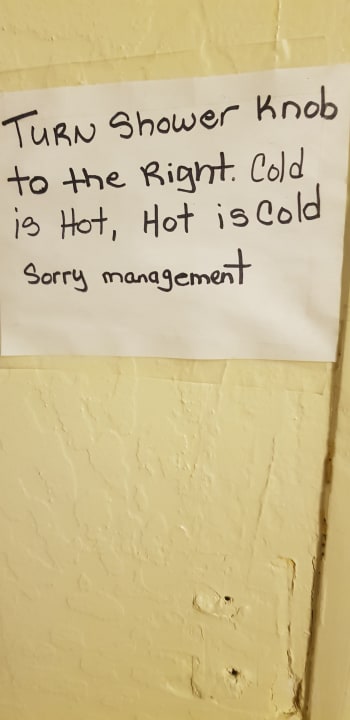 TURN Shower Knob
to the Right. Cold
is Hot, Hot is Cold
Sorry management